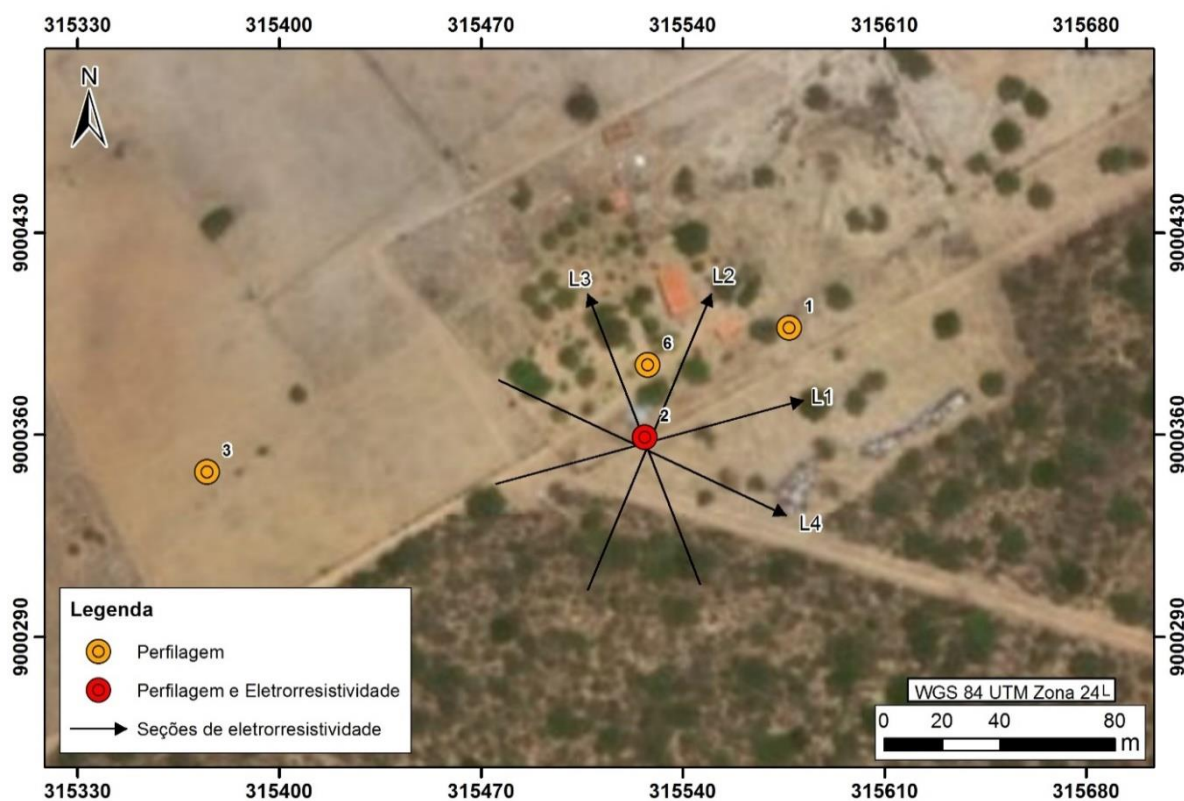 315330 315400 315470 315540 315610 315680
N
9000430 9000430
L3 L2
1
6
L1
2
9000360 9000360
3
L4
Legenda
Perfilagem
Perfilagem e Eletrorresistividade
Seções de eletrorresistividade
9000290 9000290
WGS 84 UTM Zona 24L
0 20 40 80
m
315330 315400 315470 315540 315610 315680